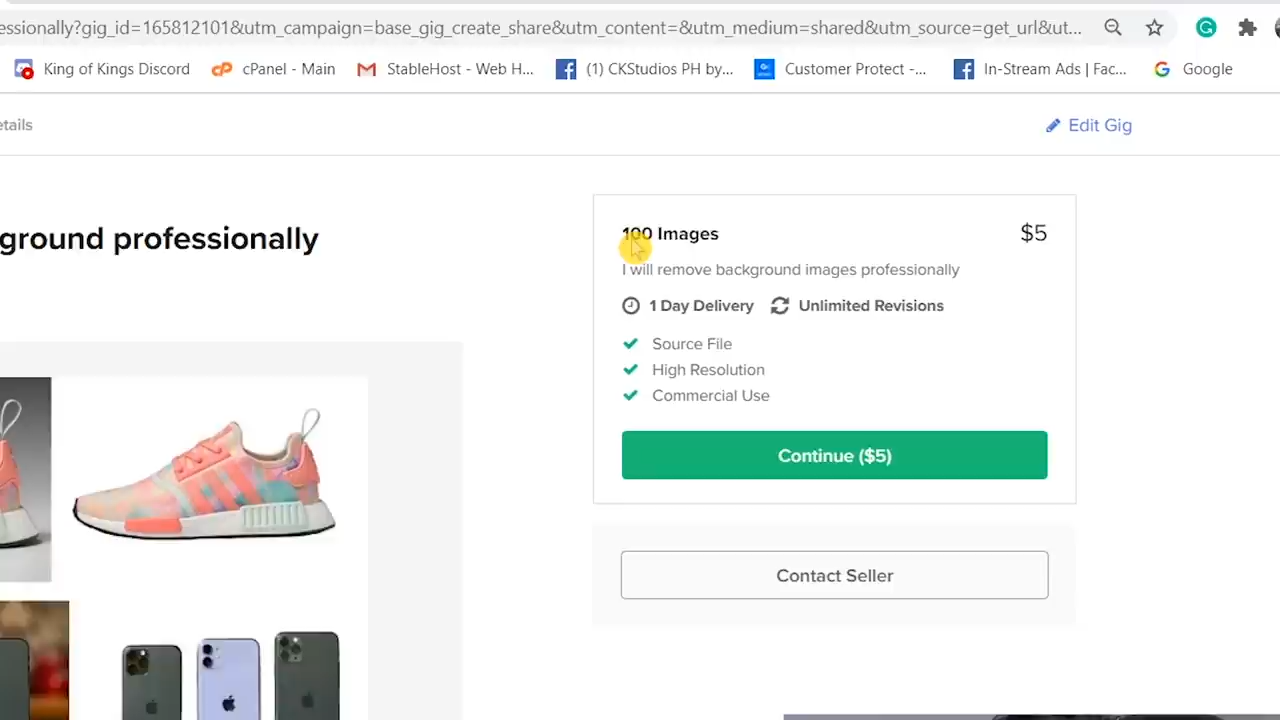 essionally?gig_id=165812101&utm_campaign=base_gig_create_share&utm_content=&utm_medium=shared&utm_source=get_url&ut...
King of Kings Discord cPanel - Main StableHost - Web H... (1) CKStudios PH by... Customer Protect -... In-Stream Ads | Fac... Google
etails
Edit Gig
ground professionally
100 Images
$5
I will remove background images professionally
1 Day Delivery Unlimited Revisions
Source File
High Resolution
Commercial Use
Continue ($5)
Contact Seller